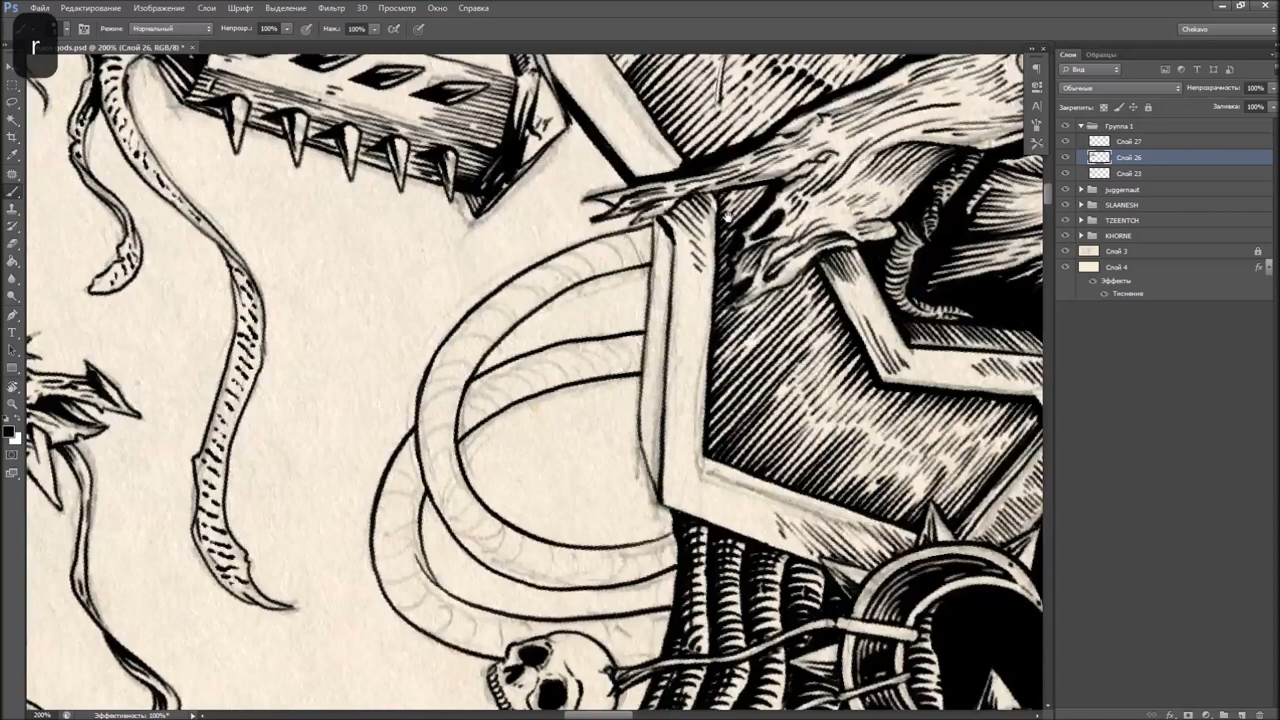 Ps Файл Редактирование Изображение Слои Шрифт Выделение Фильтр 3D Просмотр Окно Справка
Режим: Нормальный Непрозр.: 100% Наж.: 100% Chekavo
r
gods.psd @ 200% (Слой 26, RGB/8) *
Слои Образцы
Вид
Обычные Непрозрачность: 100%
Закрепить: Заливка: 100%
Группа 1
Слой 27
Слой 26
Слой 23
juggernaut
SLAANESH
TZEENTCH
KHORNE
Слой 3
Слой 4 fx
Эффекты
Тиснение
200% Эффективность: 100%*